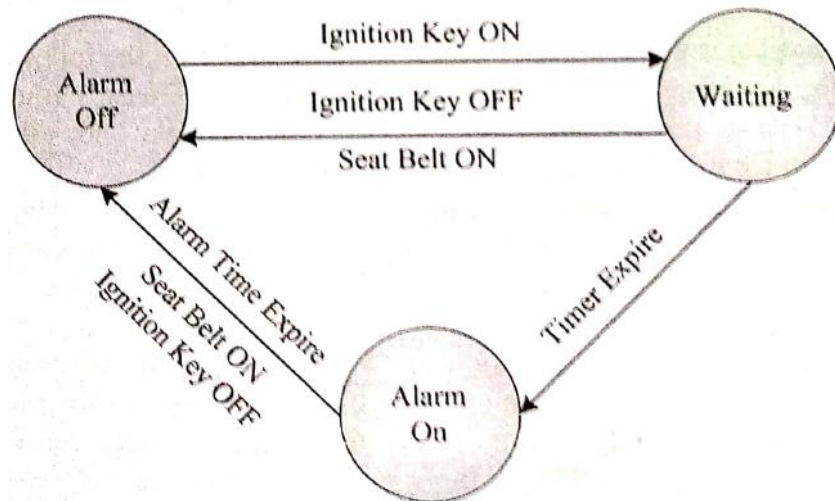 Ignition Key ON
Alarm
Off
Ignition Key OFF
Waiting
Seat Belt ON
Alarm Time Expire
Seat Belt ON
Ignition Key OFF
Timer Expire
Alarm
On